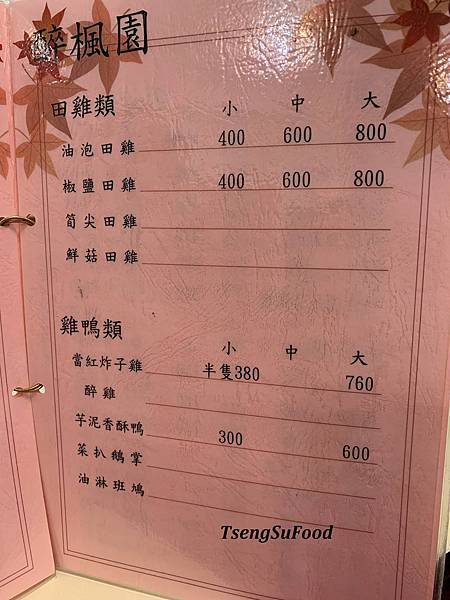 醉楓園
田雞類 小 中 大
油泡田雞 400 600 800
椒鹽田雞 400 600 800
筍尖田雞
鮮菇田雞
雞鴨類 小 中 大
當紅炸子雞 半隻380 760
醉雞
芋泥香酥鴨 300 600
菜扒鵝掌
油淋班鳩
TsengSuFood